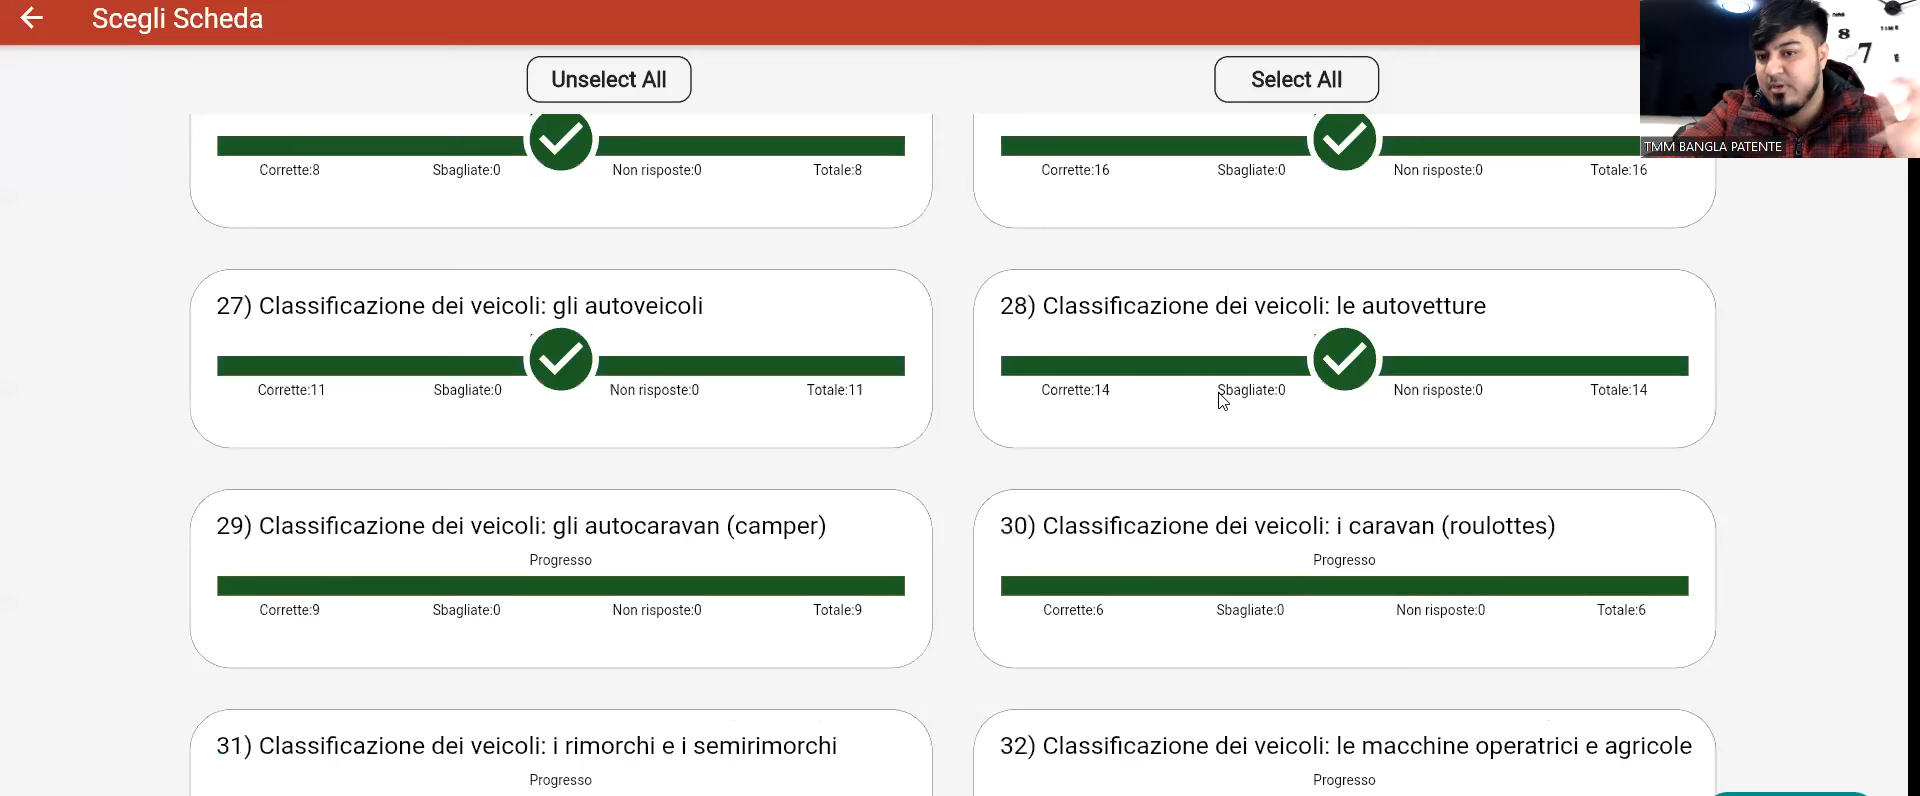 Scegli Scheda
Unselect All
Select All
8
7
TIME
TMM BANGLA PATENTE
Corrette:8 Sbagliate:0 Non risposte:0 Totale:8
Corrette:16 Sbagliate:0 Non risposte:0 Totale:16
27) Classificazione dei veicoli: gli autoveicoli
Corrette:11 Sbagliate:0 Non risposte:0 Totale:11
28) Classificazione dei veicoli: le autovetture
Corrette:14 Sbagliate:0 Non risposte:0 Totale:14
29) Classificazione dei veicoli: gli autocaravan (camper)
Progresso
Corrette:9 Sbagliate:0 Non risposte:0 Totale:9
30) Classificazione dei veicoli: i caravan (roulottes)
Progresso
Corrette:6 Sbagliate:0 Non risposte:0 Totale:6
31) Classificazione dei veicoli: i rimorchi e i semirimorchi
Progresso
32) Classificazione dei veicoli: le macchine operatrici e agricole
Progresso